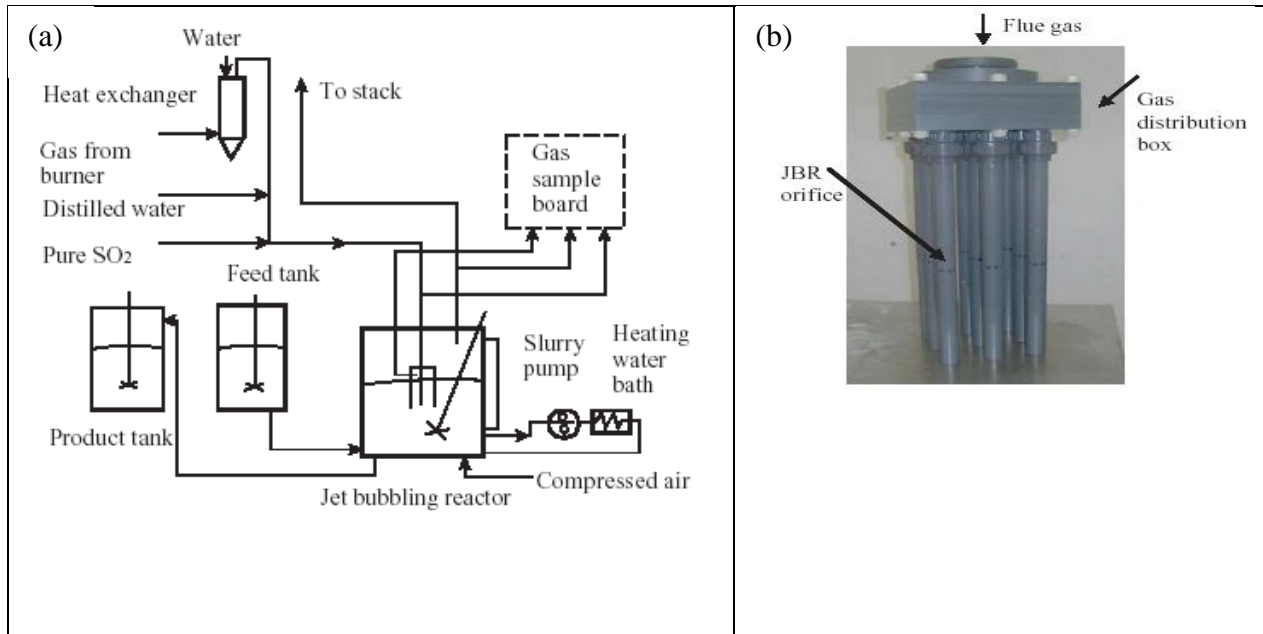 (a)
Water
Heat exchanger
To stack
Gas from
burner
Distilled water
Pure SO2
Gas
sample
board
Feed tank
Slurry
pump
Heating
water
bath
Product tank
Jet bubbling reactor
Compressed air
(b)
Flue gas
Gas
distribution
box
JBR
orifice